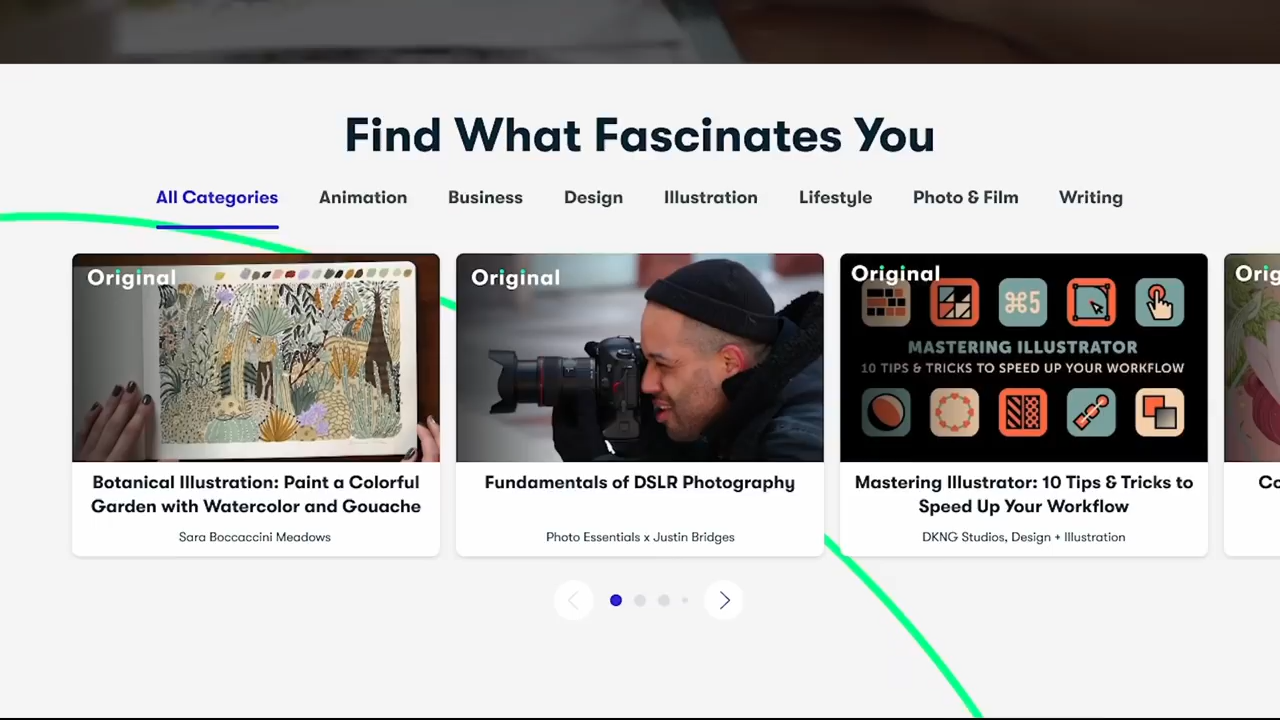 Find What Fascinates You
All Categories Animation Business Design Illustration Lifestyle Photo & Film Writing
Original
Original
Original
⌘5
MASTERING ILLUSTRATOR
10 TIPS & TRICKS TO SPEED UP YOUR WORKFLOW
Botanical Illustration: Paint a Colorful
Garden with Watercolor and Gouache
Sara Boccaccini Meadows
Fundamentals of DSLR Photography
Photo Essentials x Justin Bridges
Mastering Illustrator: 10 Tips & Tricks to
Speed Up Your Workflow
DKNG Studios, Design + Illustration